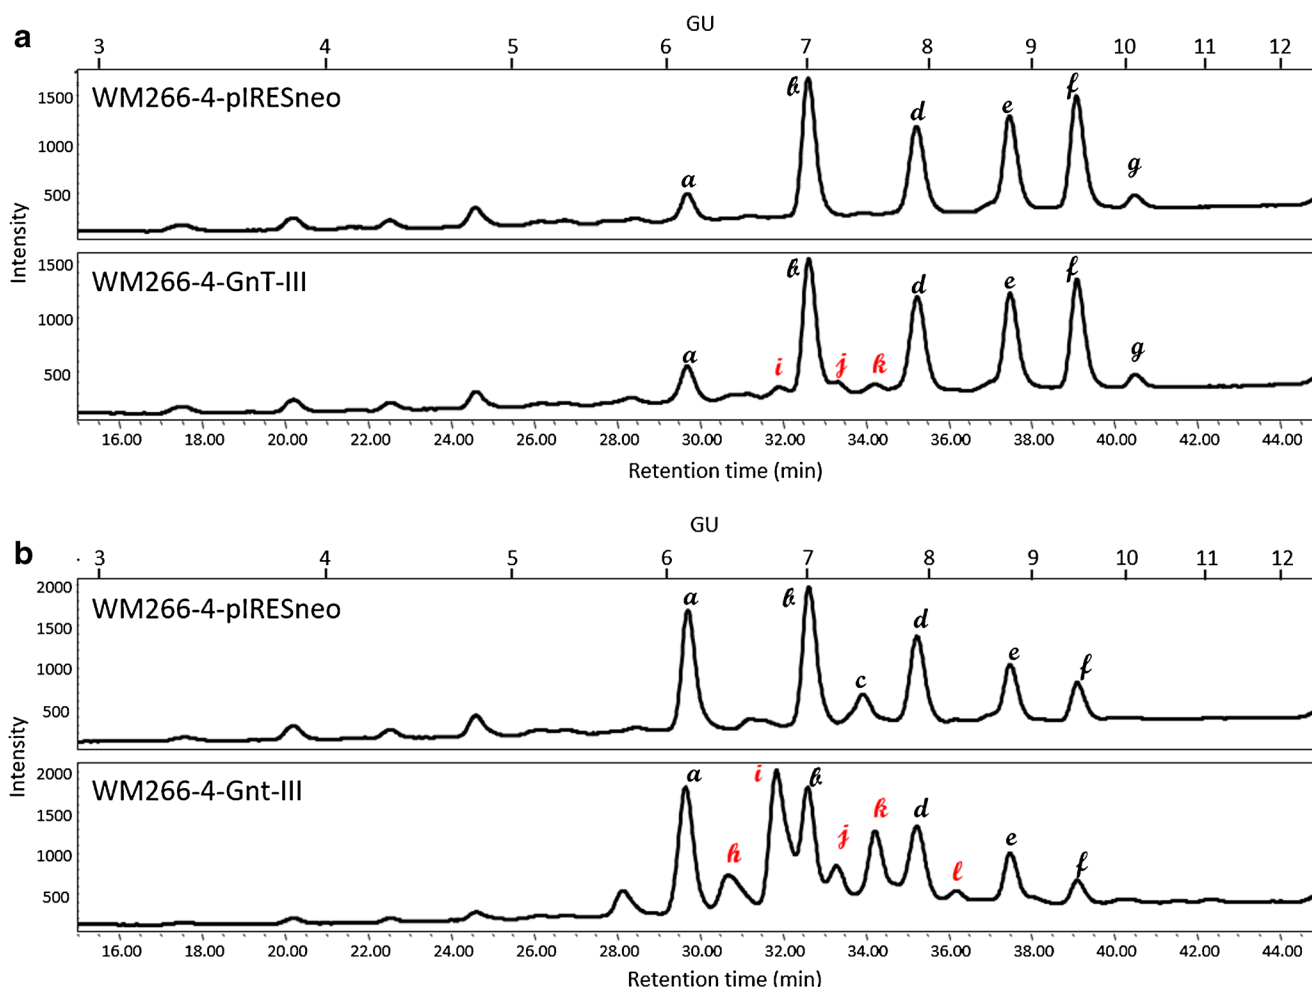 a
GU
3 4 5 6 7 8 9 10 11 12
WM266-4-pIRESneo
1500
1000
500
a b d e f g
WM266-4-GnT-III
1500
1000
500
a i b j k d e f g
Intensity
16.00 18.00 20.00 22.00 24.00 26.00 28.00 30.00 32.00 34.00 36.00 38.00 40.00 42.00 44.00
Retention time (min)
b
GU
3 4 5 6 7 8 9 10 11 12
WM266-4-pIRESneo
2000
1500
1000
500
a b c d e f
WM266-4-Gnt-III
2000
1500
1000
500
a h i b j k d l e f
Intensity
16.00 18.00 20.00 22.00 24.00 26.00 28.00 30.00 32.00 34.00 36.00 38.00 40.00 42.00 44.00
Retention time (min)